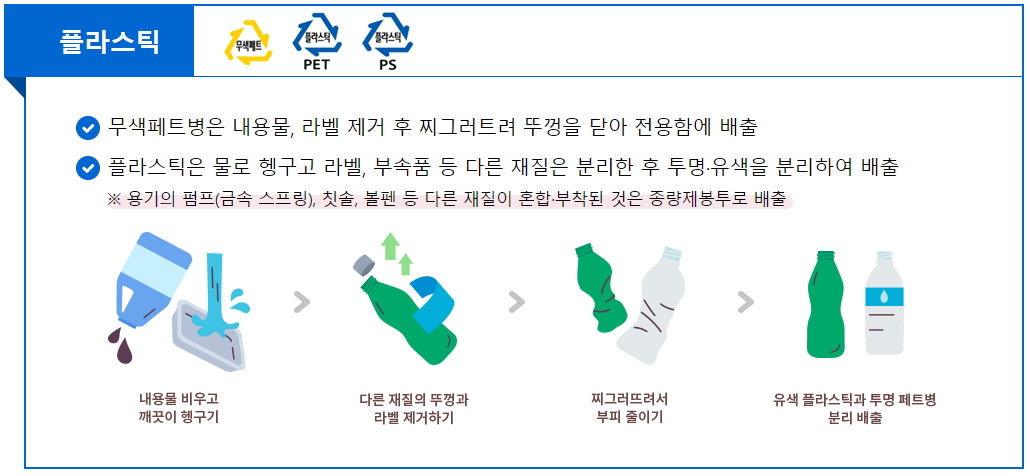 플라스틱
무색페트
플라스틱
PET
플라스틱
PS
무색페트병은 내용물, 라벨 제거 후 찌그러트려 뚜껑을 닫아 전용함에 배출
플라스틱은 물로 헹구고 라벨, 부속품 등 다른 재질은 분리한 후 투명·유색을 분리하여 배출
※ 용기의 펌프(금속 스프링), 칫솔, 볼펜 등 다른 재질이 혼합·부착된 것은 종량제봉투로 배출
내용물 비우고
깨끗이 헹구기
다른 재질의 뚜껑과
라벨 제거하기
찌그러뜨려서
부피 줄이기
유색 플라스틱과 투명 페트병
분리 배출